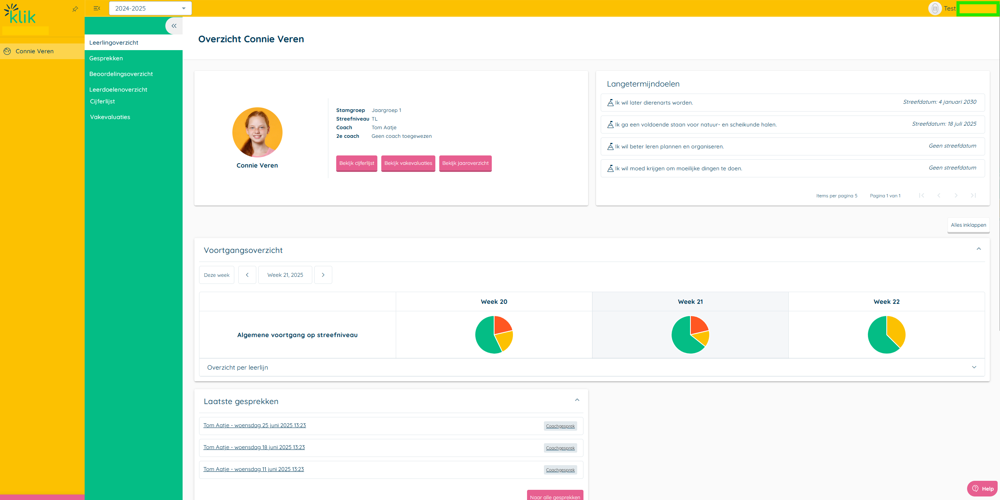 klik
2024-2025
Test
Connie Veren
Leerlingoverzicht
Gesprekken
Beoordelingsoverzicht
Leerdoelenoverzicht
Cijferlijst
Vakevaluaties
Overzicht Connie Veren
Connie Veren
Stamgroep Jaargroep 1
Streefniveau TL
Coach Tom Aatje
2e coach Geen coach toegewezen
Bekijk cijferlijst Bekijk vakevaluaties Bekijk jaaroverzicht
Langetermijndoelen
Ik wil later dierenarts worden. Streefdatum: 4 januari 2030
Ik ga een voldoende staan voor natuur- en scheikunde halen. Streefdatum: 18 juli 2025
Ik wil beter leren plannen en organiseren. Geen streefdatum
Ik wil moed krijgen om moeilijke dingen te doen. Geen streefdatum
Items per pagina 5 Pagina 1 van 1
Alles inklappen
Voortgangsoverzicht
Deze week Week 21, 2025
Week 20 Week 21 Week 22
Algemene voortgang op streefniveau
Overzicht per leerlijn
Laatste gesprekken
Tom Aatje - woensdag 25 juni 2025 13:23 Coachgesprek
Tom Aatje - woensdag 18 juni 2025 13:23 Coachgesprek
Tom Aatje - woensdag 11 juni 2025 13:23 Coachgesprek
Naar alle gesprekken
Help